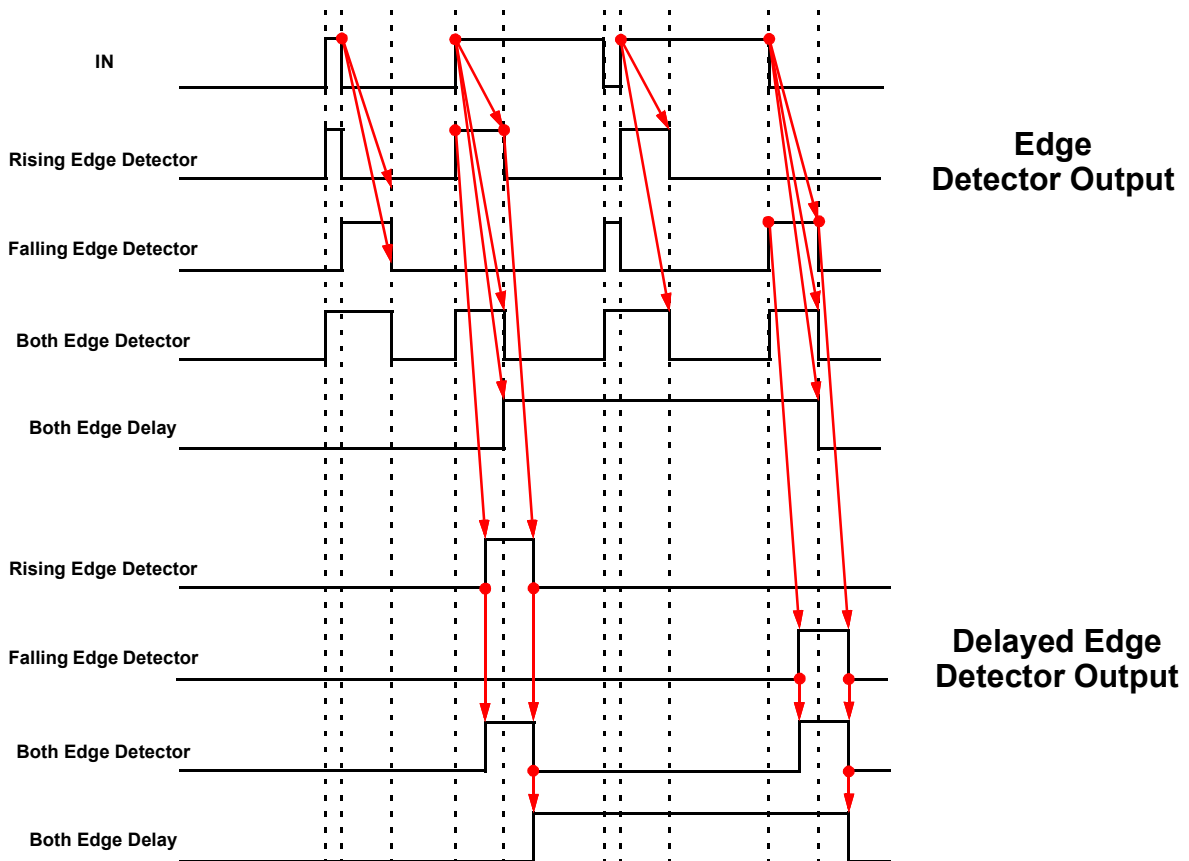 IN
Rising Edge Detector
Falling Edge Detector
Both Edge Detector
Both Edge Delay
Edge
Detector Output
Rising Edge Detector
Falling Edge Detector
Both Edge Detector
Both Edge Delay
Delayed Edge
Detector Output